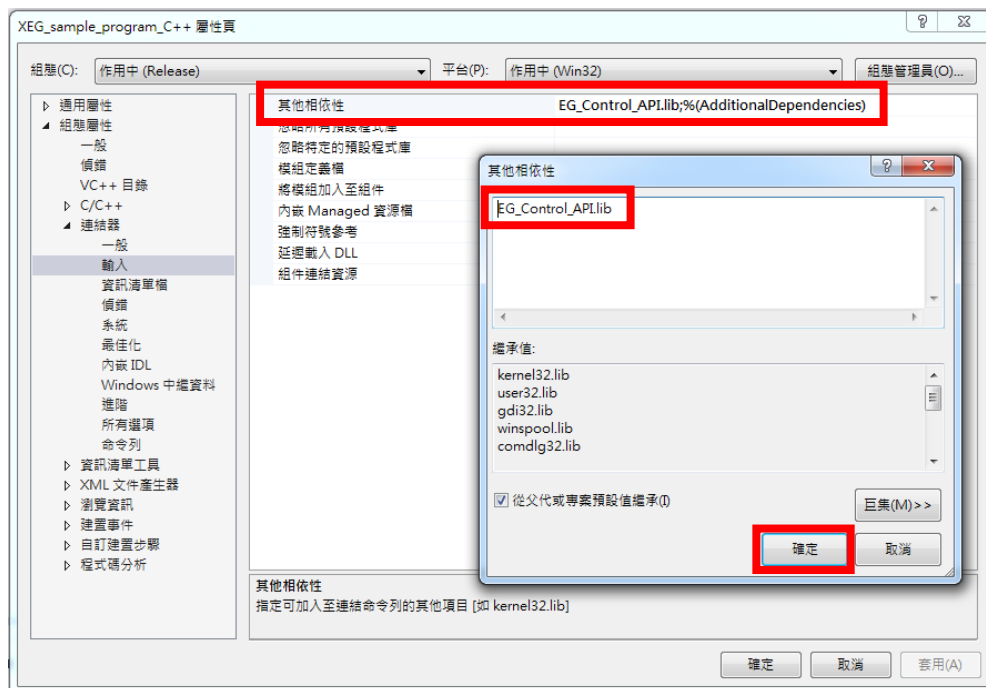 XEG_sample_program_C++ 屬性頁
組態(C): 作用中 (Release) 平台(P): 作用中 (Win32) 組態管理員(O)...
通用屬性
組態屬性
一般
偵錯
VC++ 目錄
C/C++
連結器
一般
輸入
資訊清單檔
偵錯
系統
最佳化
內嵌 IDL
Windows 中繼資料
進階
所有選項
命令列
資訊清單工具
XML 文件產生器
瀏覽資訊
建置事件
自訂建置步驟
程式碼分析
其他相依性 EG_Control_API.lib;%(AdditionalDependencies)
忽略所有預設程式庫
忽略特定的預設程式庫
模組定義檔
將模組加入至組件
內嵌 Managed 資源檔
強制符號參考
延遲載入 DLL
組件連結資源
其他相依性
EG_Control_API.lib
繼承值:
kernel32.lib
user32.lib
gdi32.lib
winspool.lib
comdlg32.lib
從父代或專案預設值繼承(I)
巨集(M)>>
確定 取消
其他相依性
指定可加入至連結命令列的其他項目 [如 kernel32.lib]
確定 取消 套用(A)